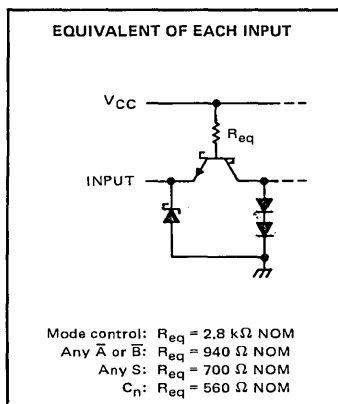 EQUIVALENT OF EACH INPUT
VCC
Req
INPUT
Mode control: Req = 2.8 kΩ NOM
Any A̅ or B̅: Req = 940 Ω NOM
Any S: Req = 700 Ω NOM
Cn: Req = 560 Ω NOM